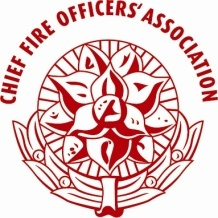 CHIEF FIRE OFFICERS' ASSOCIATION